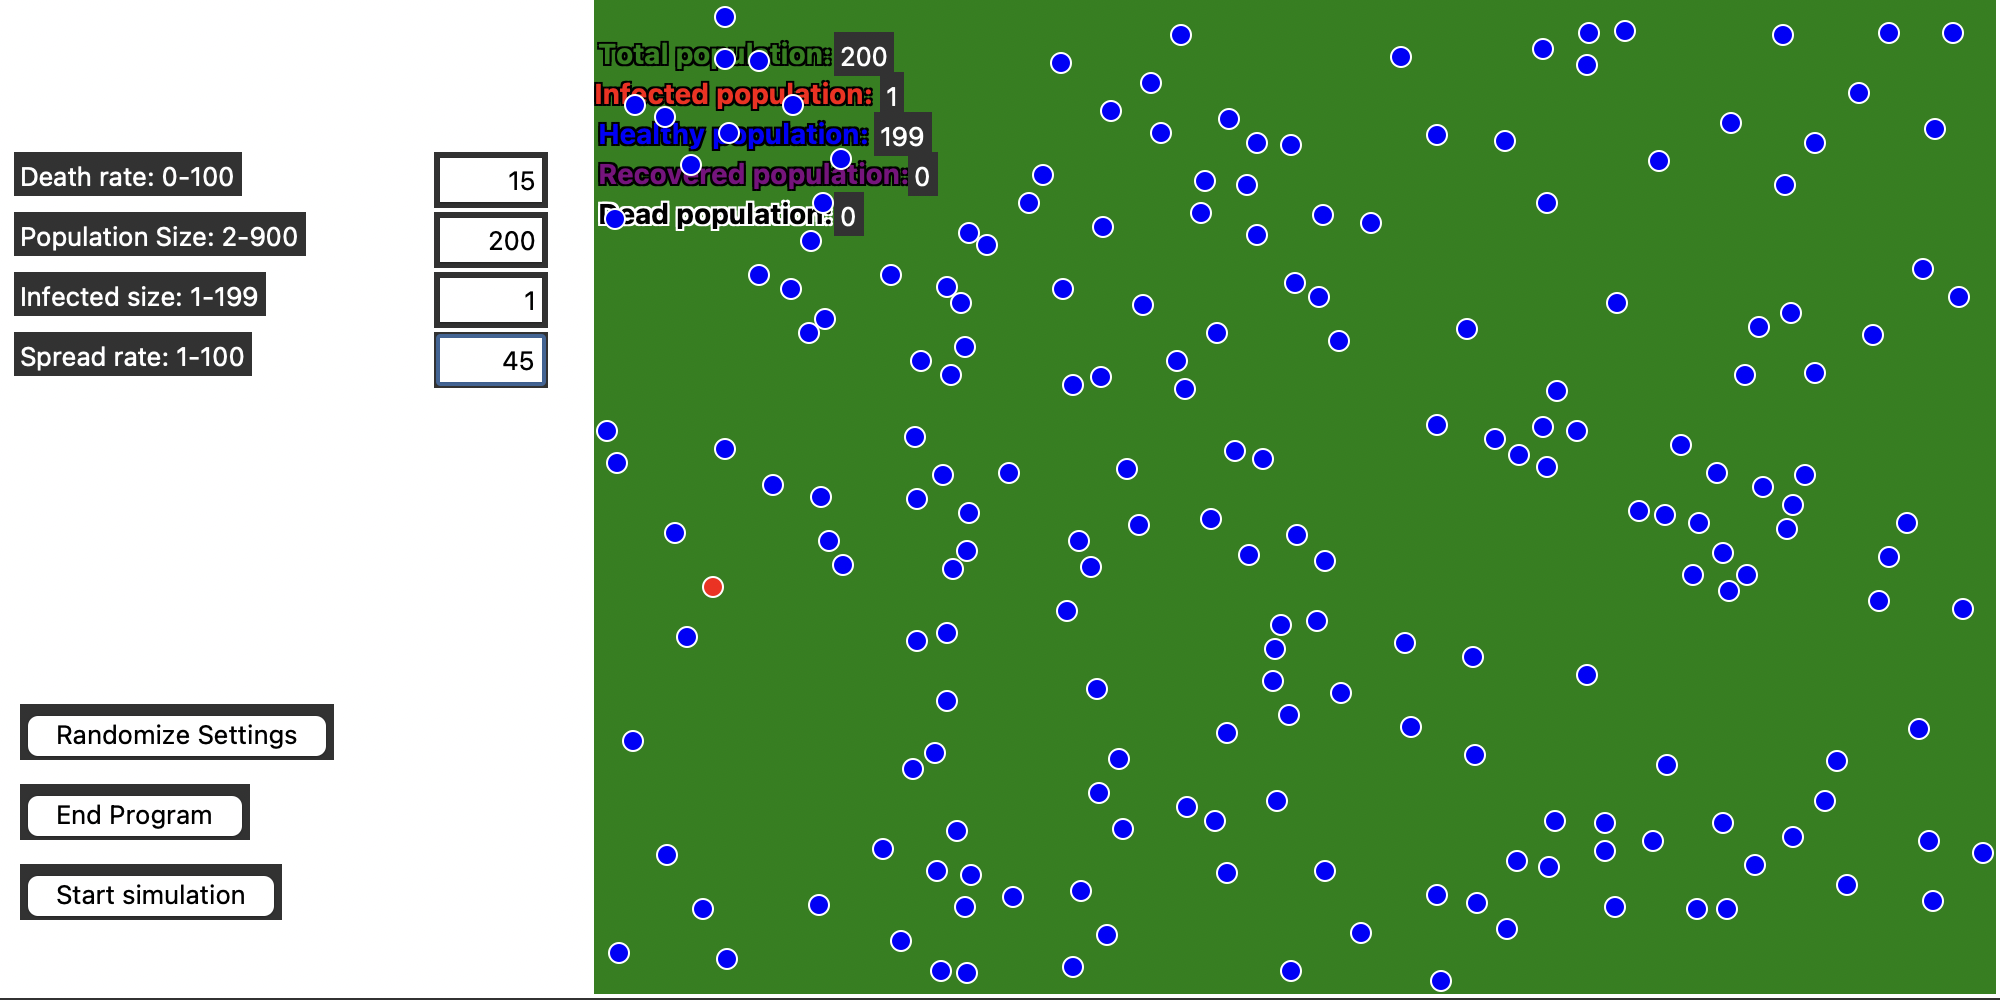 Death rate: 0-100 15
Population Size: 2-900 200
Infected size: 1-199 1
Spread rate: 1-100 45
Randomize Settings
End Program
Start simulation
Total population: 200
Infected population: 1
Healthy population: 199
Recovered population: 0
Dead population: 0